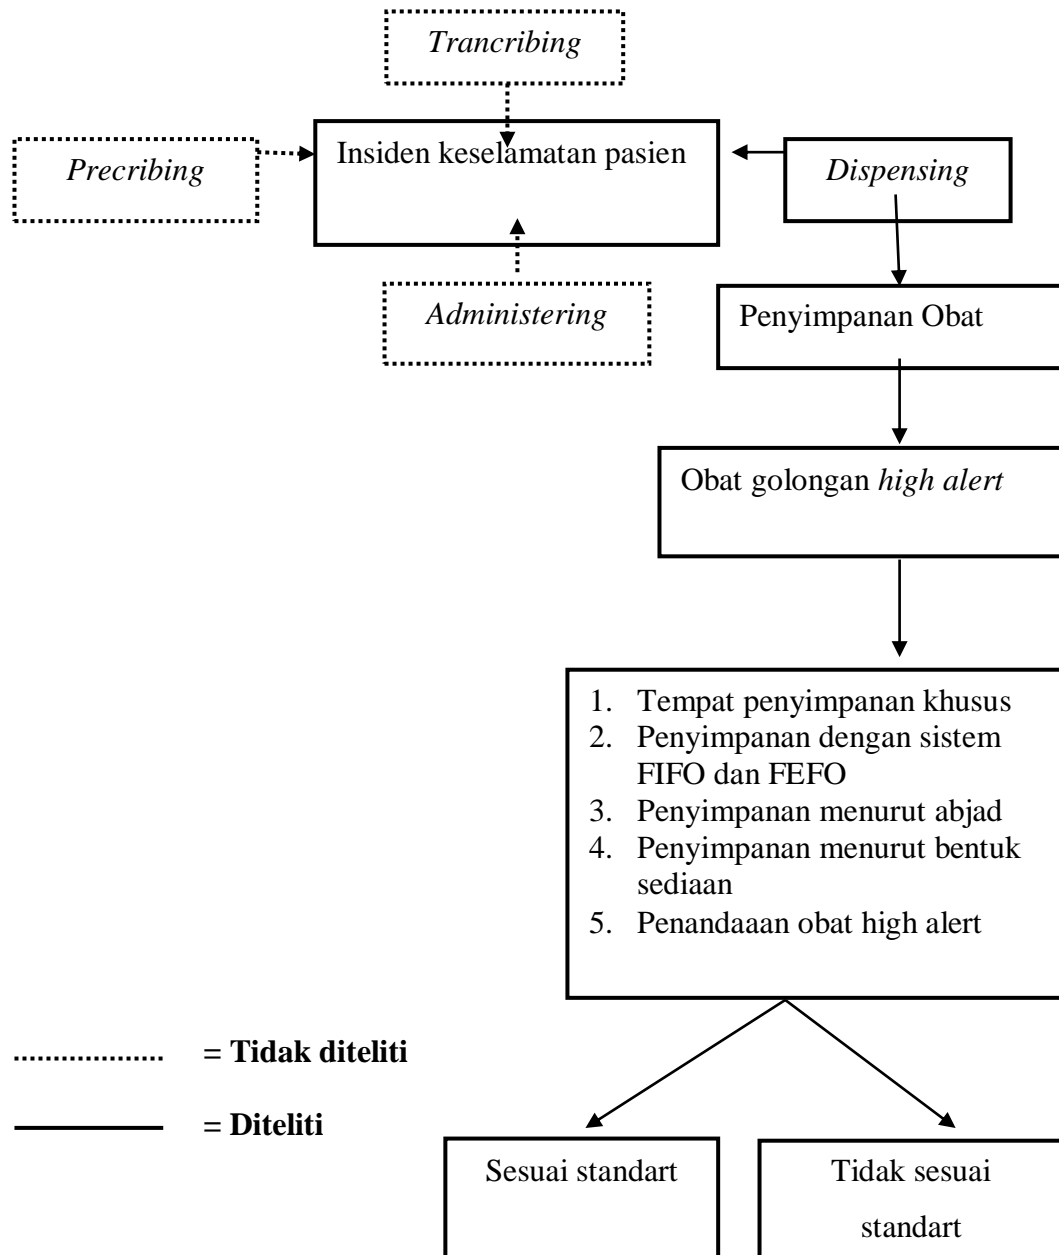 Trancribing
Insiden keselamatan pasien
Precribing
Dispensing
Administering
Penyimpanan Obat
Obat golongan high alert
1. Tempat penyimpanan khusus
2. Penyimpanan dengan sistem
FIFO dan FEFO
3. Penyimpanan menurut abjad
4. Penyimpanan menurut bentuk
sediaan
5. Penandaaan obat high alert
= Tidak diteliti
= Diteliti
Sesuai standart
Tidak sesuai
standart